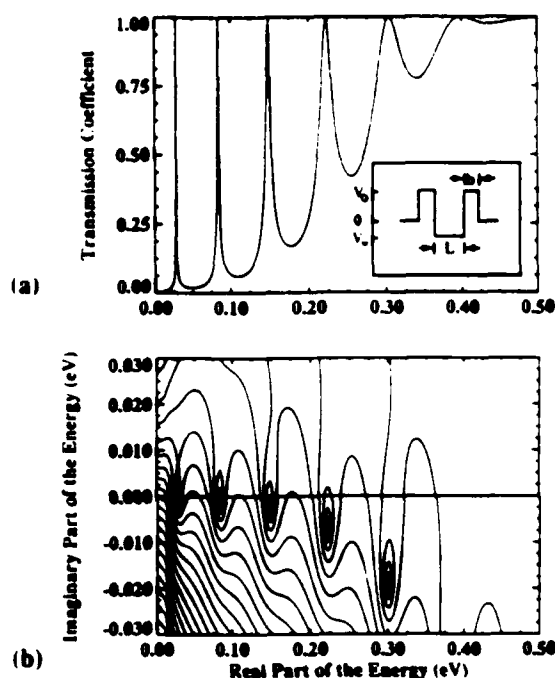 (a)
Transmission Coefficient
1.00
0.75
0.50
0.25
0.00
0.00 0.10 0.20 0.30 0.40 0.50
0
L
b
(b)
Imaginary Part of the Energy (eV)
0.030
0.020
0.010
0.000
-0.010
-0.020
-0.030
0.00 0.10 0.20 0.30 0.40 0.50
Real Part of the Energy (eV)